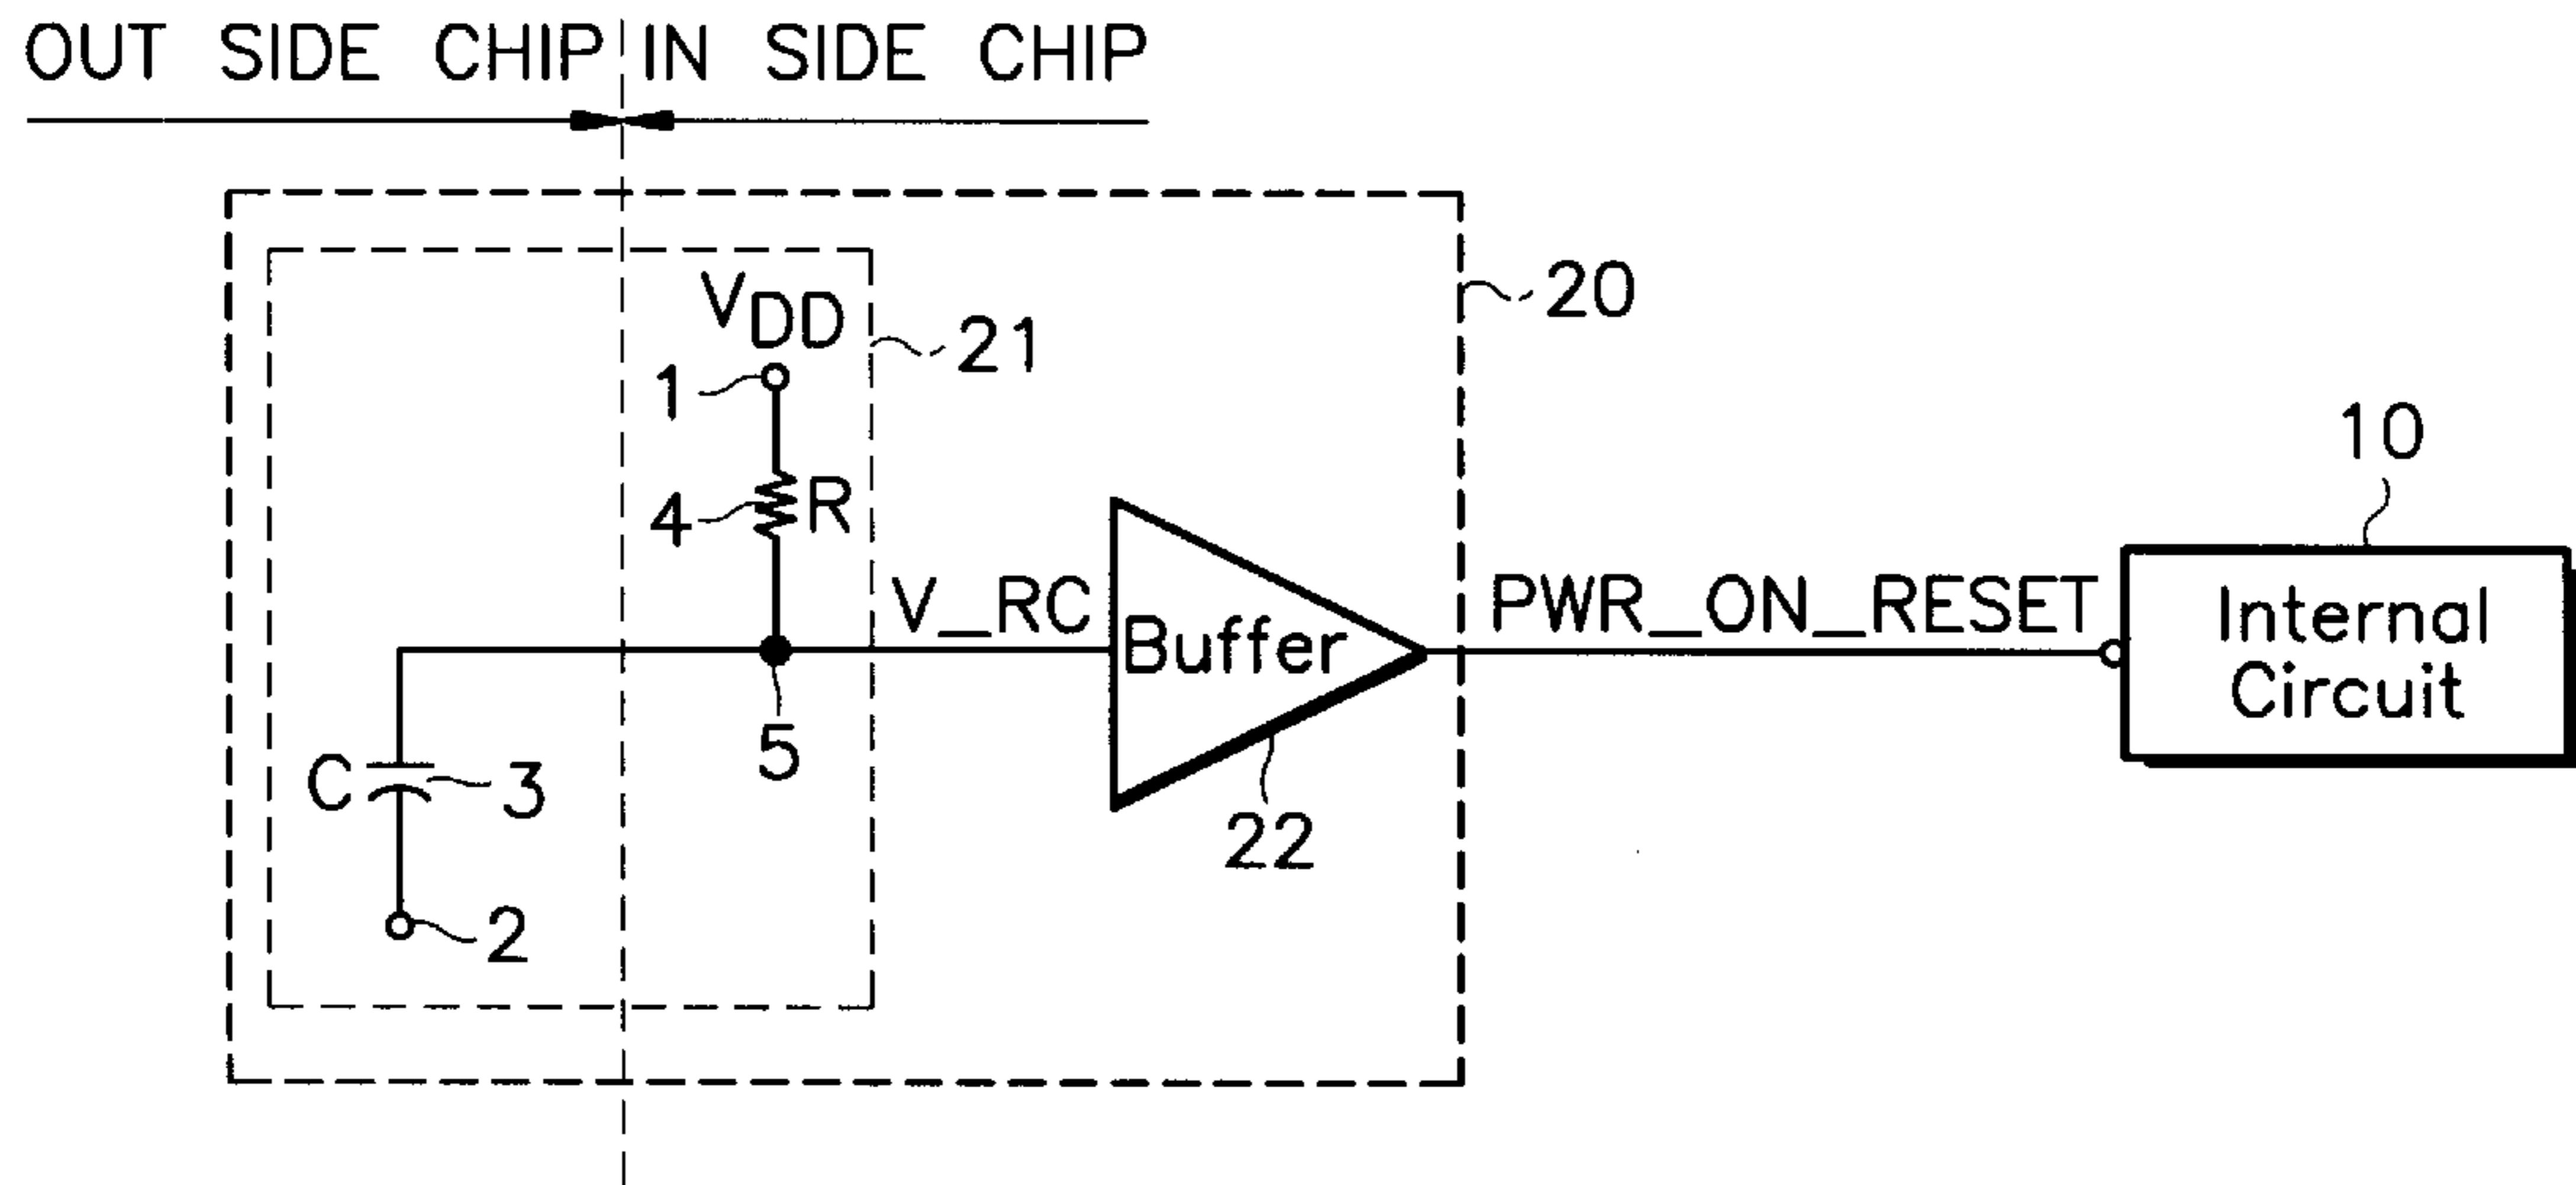 OUT SIDE CHIP
IN SIDE CHIP
VDD
21
20
1
4
R
10
V_RC
Buffer
PWR_ON_RESET
Internal
Circuit
5
C
3
22
2